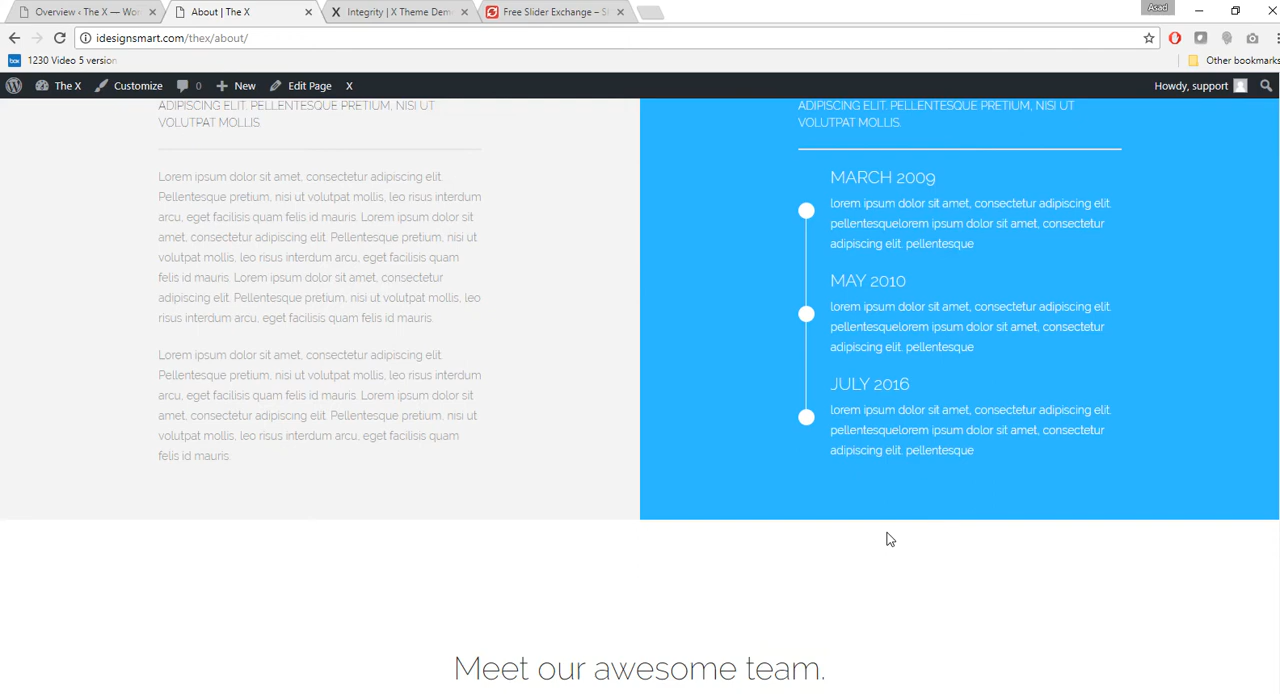 Overview ‹ The X — Wor
About | The X
Integrity | X Theme Dem
Free Slider Exchange – S
Asad
idesignsmart.com/thex/about/
1230 Video 5 version
Other bookmarks
The X
Customize
0
New
Edit Page
X
Howdy, support
ADIPISCING ELIT. PELLENTESQUE PRETIUM, NISI UT
VOLUTPAT MOLLIS.
Lorem ipsum dolor sit amet, consectetur adipiscing elit.
Pellentesque pretium, nisi ut volutpat mollis, leo risus interdum
arcu, eget facilisis quam felis id mauris. Lorem ipsum dolor sit
amet, consectetur adipiscing elit. Pellentesque pretium, nisi ut
volutpat mollis, leo risus interdum arcu, eget facilisis quam
felis id mauris. Lorem ipsum dolor sit amet, consectetur
adipiscing elit. Pellentesque pretium, nisi ut volutpat mollis, leo
risus interdum arcu, eget facilisis quam felis id mauris.
Lorem ipsum dolor sit amet, consectetur adipiscing elit.
Pellentesque pretium, nisi ut volutpat mollis, leo risus interdum
arcu, eget facilisis quam felis id mauris. Lorem ipsum dolor sit
amet, consectetur adipiscing elit. Pellentesque pretium, nisi ut
volutpat mollis, leo risus interdum arcu, eget facilisis quam
felis id mauris.
ADIPISCING ELIT. PELLENTESQUE PRETIUM, NISI UT
VOLUTPAT MOLLIS.
MARCH 2009
lorem ipsum dolor sit amet, consectetur adipiscing elit.
pellentesquelorem ipsum dolor sit amet, consectetur
adipiscing elit. pellentesque
MAY 2010
lorem ipsum dolor sit amet, consectetur adipiscing elit.
pellentesquelorem ipsum dolor sit amet, consectetur
adipiscing elit. pellentesque
JULY 2016
lorem ipsum dolor sit amet, consectetur adipiscing elit.
pellentesquelorem ipsum dolor sit amet, consectetur
adipiscing elit. pellentesque
Meet our awesome team.